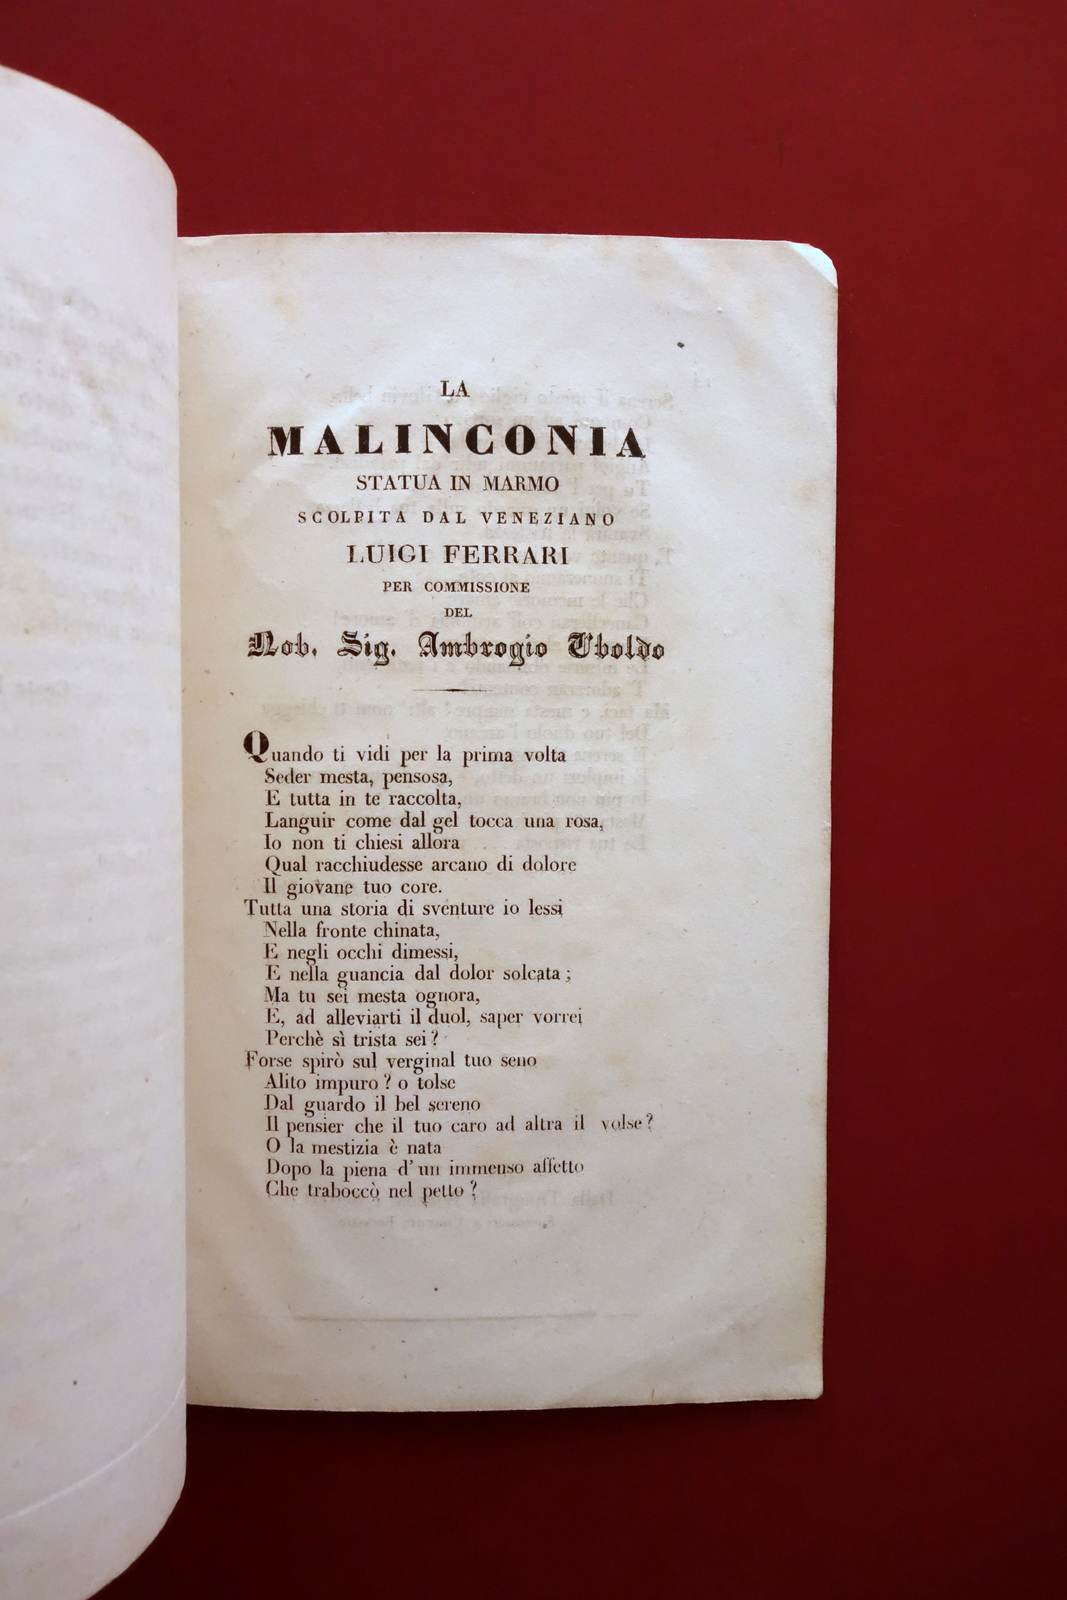 LA
MALINCONIA
STATUA IN MARMO
SCOLPITA DAL VENEZIANO
LUIGI FERRARI
PER COMMISSIONE
DEL
Nob. Sig. Ambrogio Uboldo
Quando ti vidi per la prima volta
Seder mesta, pensosa,
E tutta in te raccolta,
Languir come dal gel tocca una rosa,
Io non ti chiesi allora
Qual racchiudesse arcano di dolore
Il giovane tuo core.
Tutta una storia di sventure io lessi
Nella fronte chinata,
E negli occhi dimessi,
E nella guancia dal dolor solcata ;
Ma tu sei mesta ognora,
E, ad alleviarti il duol, saper vorrei
Perchè sì trista sei ?
Forse spirò sul verginal tuo seno
Alito impuro ? o tolse
Dal guardo il bel sereno
Il pensier che il tuo caro ad altra il volse ?
O la mestizia è nata
Dopo la piena d'un immenso affetto
Che traboccò nel petto ?